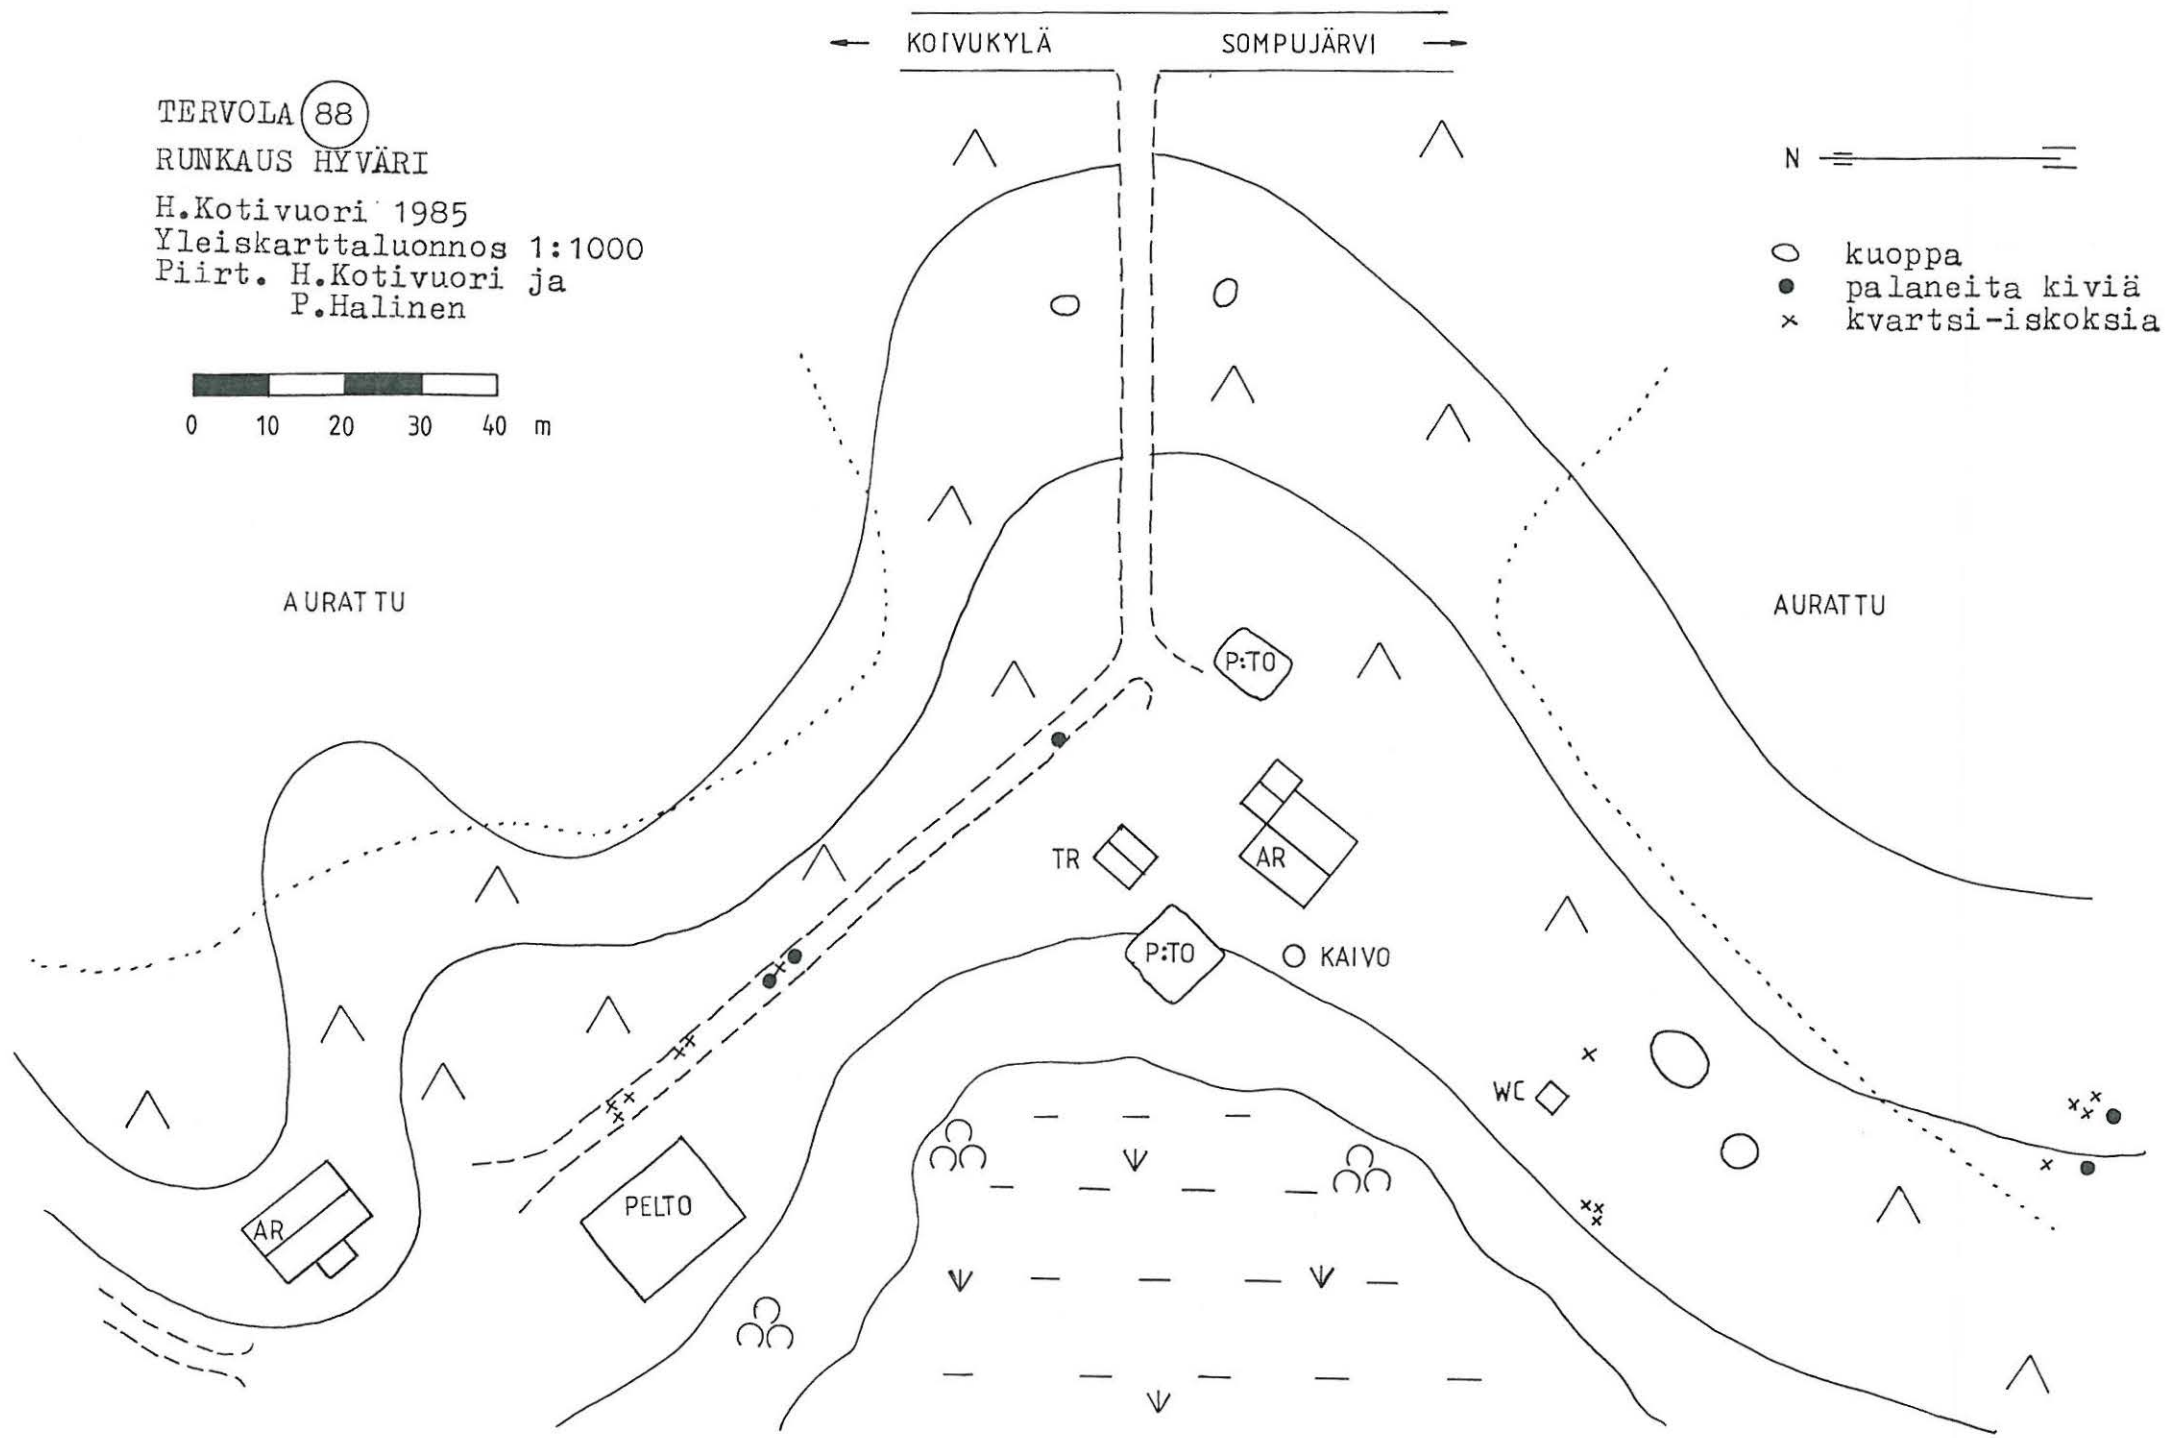 KOIVUKYLÄ SOMPUJÄRVI
TERVOLA 88
RUNKAUS HYVÄRI
H.Kotivuori 1985
Yleiskarttaluonnos 1:1000
Piirt. H.Kotivuori ja
P.Halinen
0 10 20 30 40 m
N
kuoppa
palaneita kiviä
kvartsi-iskoksia
AURATTU
AURATTU
P:TO
TR
AR
P:TO
KAIVO
WC
PELTO
AR